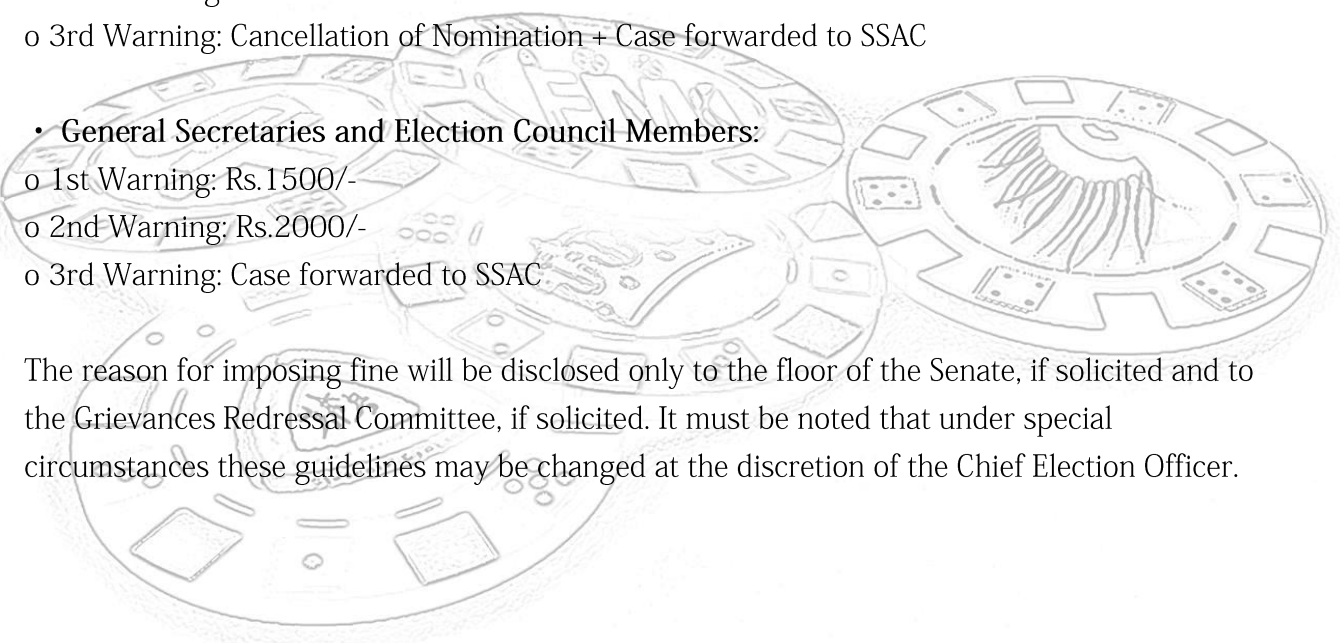 o 3rd Warning: Cancellation of Nomination + Case forwarded to SSAC
• General Secretaries and Election Council Members:
o 1st Warning: Rs.1500/-
o 2nd Warning: Rs.2000/-
o 3rd Warning: Case forwarded to SSAC
The reason for imposing fine will be disclosed only to the floor of the Senate, if solicited and to
the Grievances Redressal Committee, if solicited. It must be noted that under special
circumstances these guidelines may be changed at the discretion of the Chief Election Officer.